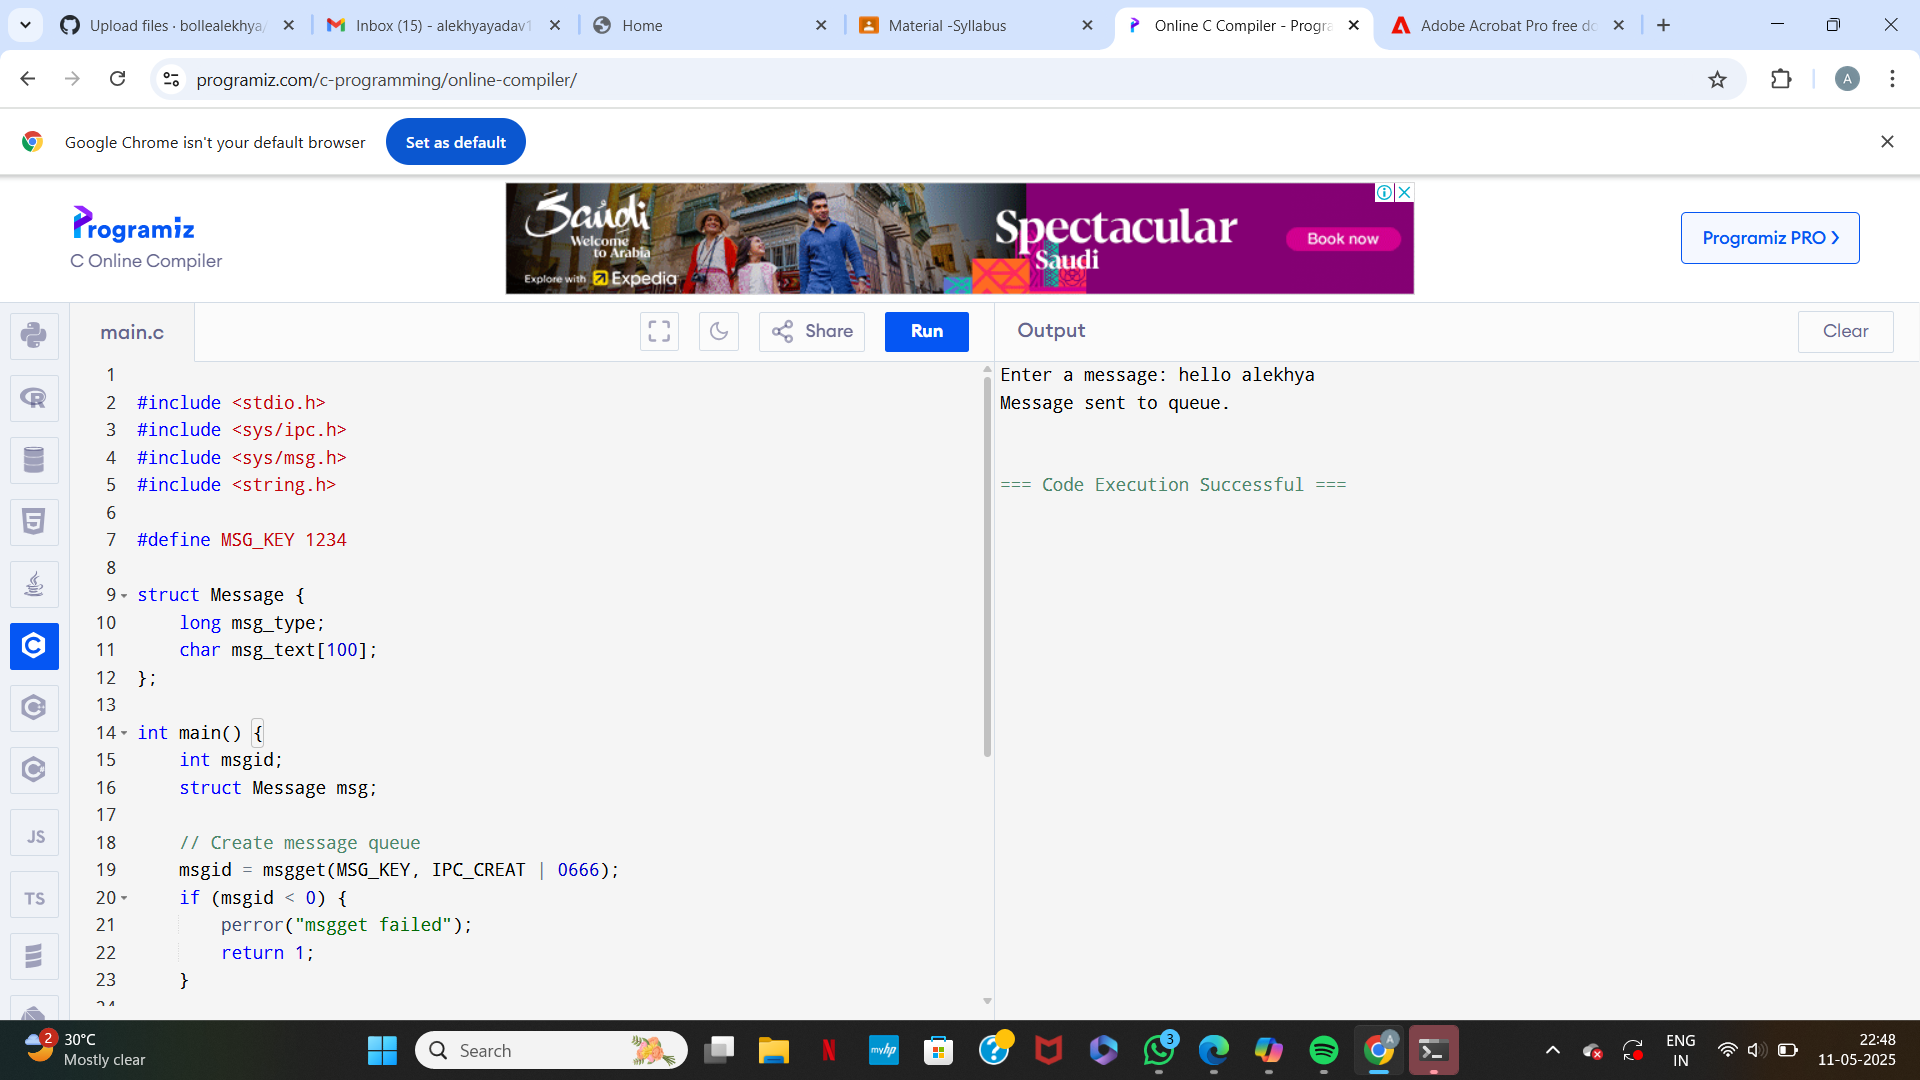 Upload files · bollealekhya/
Inbox (15) - alekhyayadav1
Home
Material -Syllabus
Online C Compiler - Progra
Adobe Acrobat Pro free do
programiz.com/c-programming/online-compiler/
A
Google Chrome isn't your default browser
Set as default
Programiz
C Online Compiler
Saudi
Welcome
to Arabia
Explore with Expedia
Spectacular
Saudi
Book now
Programiz PRO
main.c
Share
Run
Output
Clear
1
2 #include <stdio.h>
3 #include <sys/ipc.h>
4 #include <sys/msg.h>
5 #include <string.h>
6
7 #define MSG_KEY 1234
8
9 struct Message {
10 long msg_type;
11 char msg_text[100];
12 };
13
14 int main() {
15 int msgid;
16 struct Message msg;
17
18 // Create message queue
19 msgid = msgget(MSG_KEY, IPC_CREAT | 0666);
20 if (msgid < 0) {
21 perror("msgget failed");
22 return 1;
23 }
24
Enter a message: hello alekhya
Message sent to queue.
=== Code Execution Successful ===
R
5
C
JS
TS
2
30°C
Mostly clear
Search
N
myhp
?
3
A
ENG
IN
22:48
11-05-2025